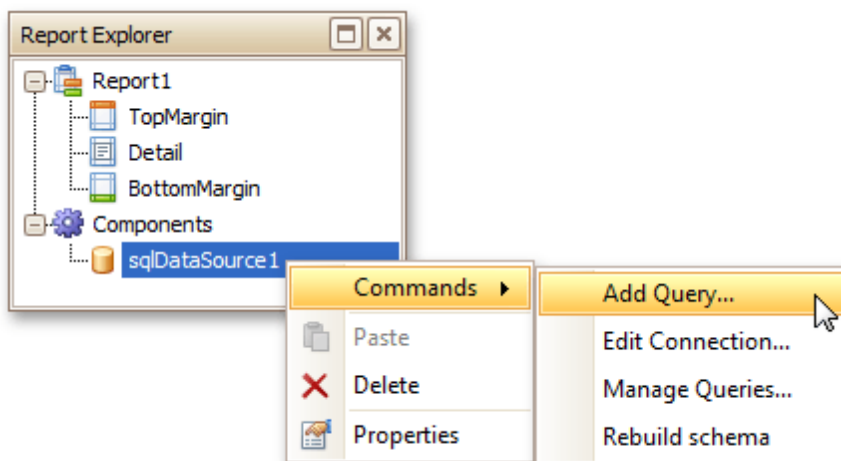 Report Explorer
Report1
TopMargin
Detail
BottomMargin
Components
sqlDataSource1
Commands
Paste
Delete
Properties
Add Query...
Edit Connection...
Manage Queries...
Rebuild schema